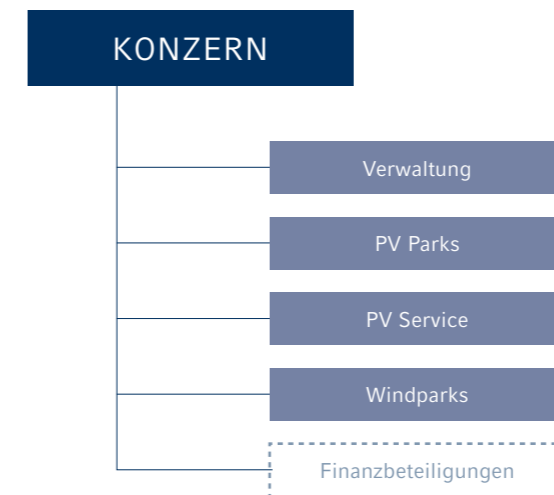 KONZERN
Verwaltung
PV Parks
PV Service
Windparks
Finanzbeteiligungen